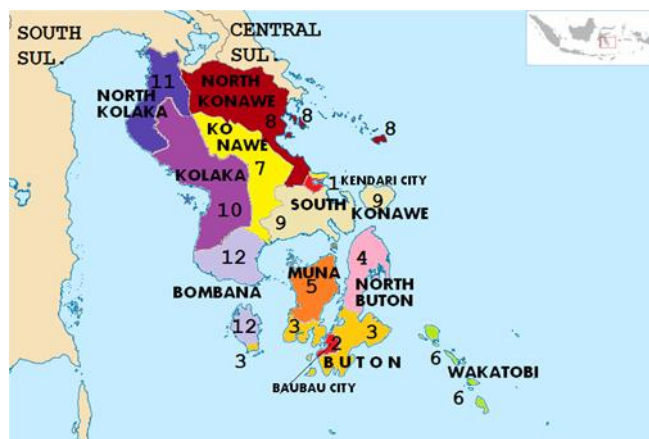 SOUTH
SUL.
CENTRAL
SUL.
11
NORTH
KOLAKA
NORTH
KONAWE
8
8
8
KO
NAWE
7
KOLAKA
10
1
KENDARI CITY
SOUTH
KONAWE
9
9
12
BOMBANA
MUNA
5
4
NORTH
BUTON
12
3
3
3
2
BUTON
BAUBAU CITY
6
WAKATOBI
6